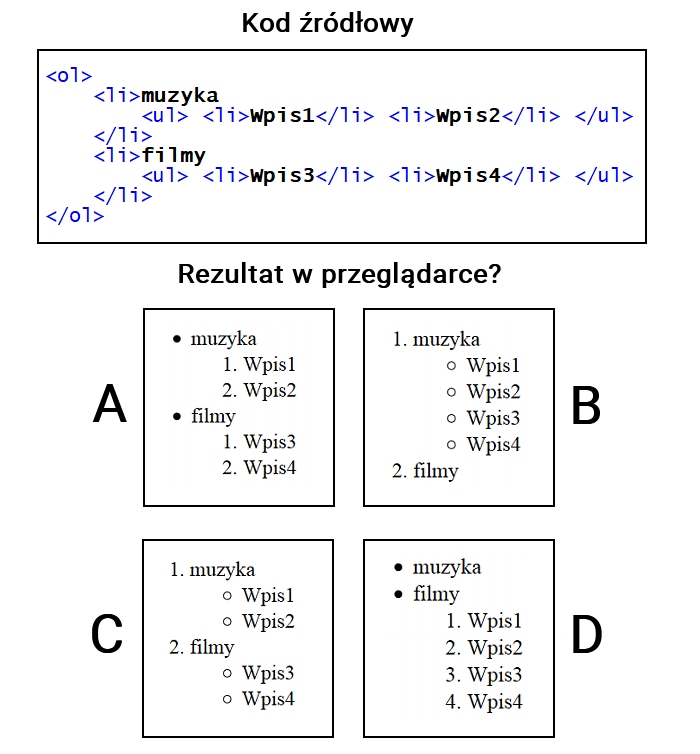 Kod źródłowy
<ol>
<li>muzyka
<ul> <li>Wpis1</li> <li>Wpis2</li> </ul>
</li>
<li>filmy
<ul> <li>Wpis3</li> <li>Wpis4</li> </ul>
</li>
</ol>
Rezultat w przeglądarce?
A
• muzyka
1. Wpis1
2. Wpis2
• filmy
1. Wpis3
2. Wpis4
B
1. muzyka
○ Wpis1
○ Wpis2
○ Wpis3
○ Wpis4
2. filmy
C
1. muzyka
○ Wpis1
○ Wpis2
2. filmy
○ Wpis3
○ Wpis4
D
• muzyka
• filmy
1. Wpis1
2. Wpis2
3. Wpis3
4. Wpis4